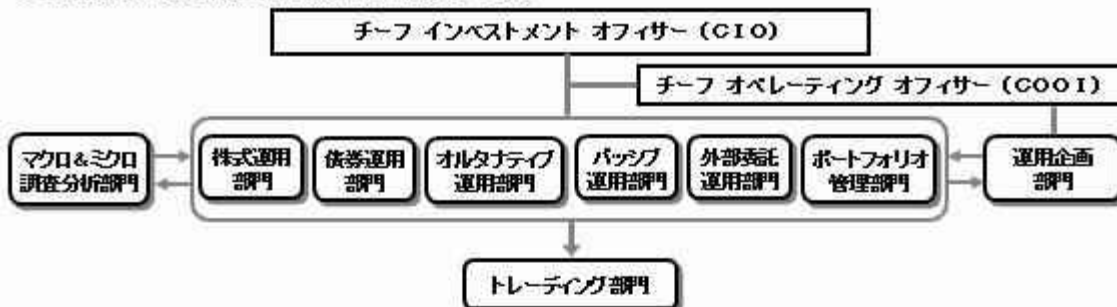 チーフ インベストメント オフィサー (CIO)
チーフ オペレーティング オフィサー (COOI)
マクロ＆ミクロ
調査分析部門
株式運用
部門
債券運用
部門
オルタナティブ
運用部門
パッシブ
運用部門
外部委託
運用部門
ポートフォリオ
管理部門
運用企画
部門
トレーディング部門